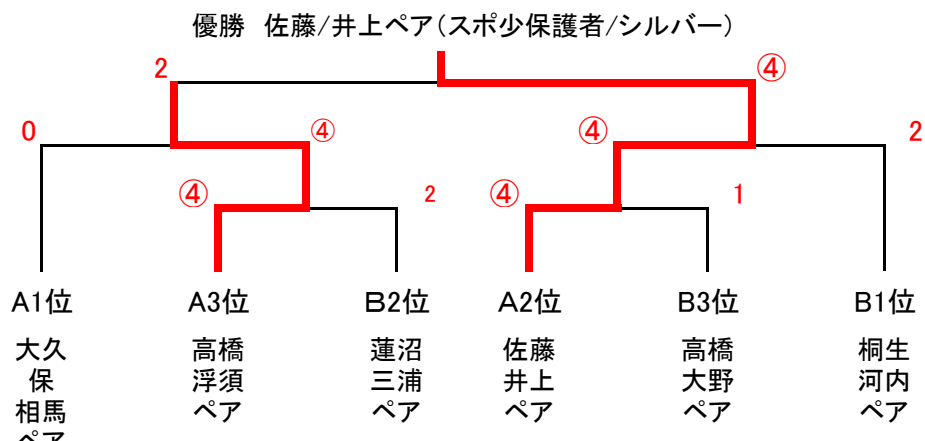 優勝 佐藤/井上ペア(スポ少保護者/シルバー)
2 ④
0 ④ ④ 2
④ 2 ④ 1
A1位 A3位 B2位 A2位 B3位 B1位
大久 高橋 蓮沼 佐藤 高橋 桐生
保 浮須 三浦 井上 大野 河内
相馬 ペア ペア ペア ペア ペア
ペア